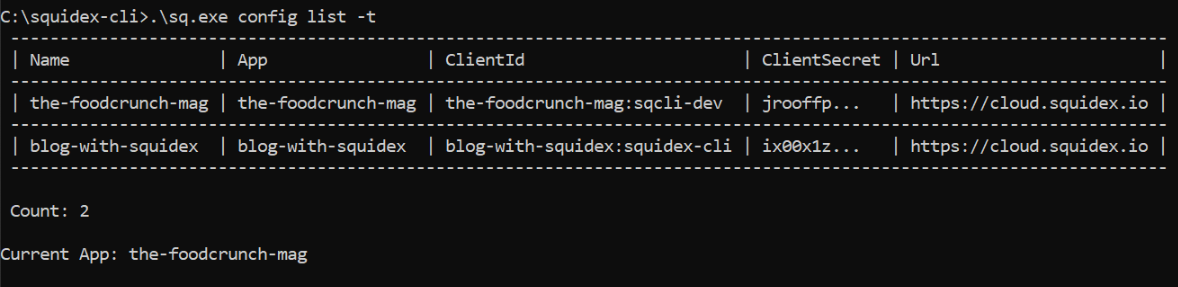 C:\squidex-cli>.\sq.exe config list -t
| Name | App | ClientId | ClientSecret | Url |
| the-foodcrunch-mag | the-foodcrunch-mag | the-foodcrunch-mag:sqcli-dev | jrooffp... | https://cloud.squidex.io |
| blog-with-squidex | blog-with-squidex | blog-with-squidex:squidex-cli | ix00x1z... | https://cloud.squidex.io |
Count: 2
Current App: the-foodcrunch-mag